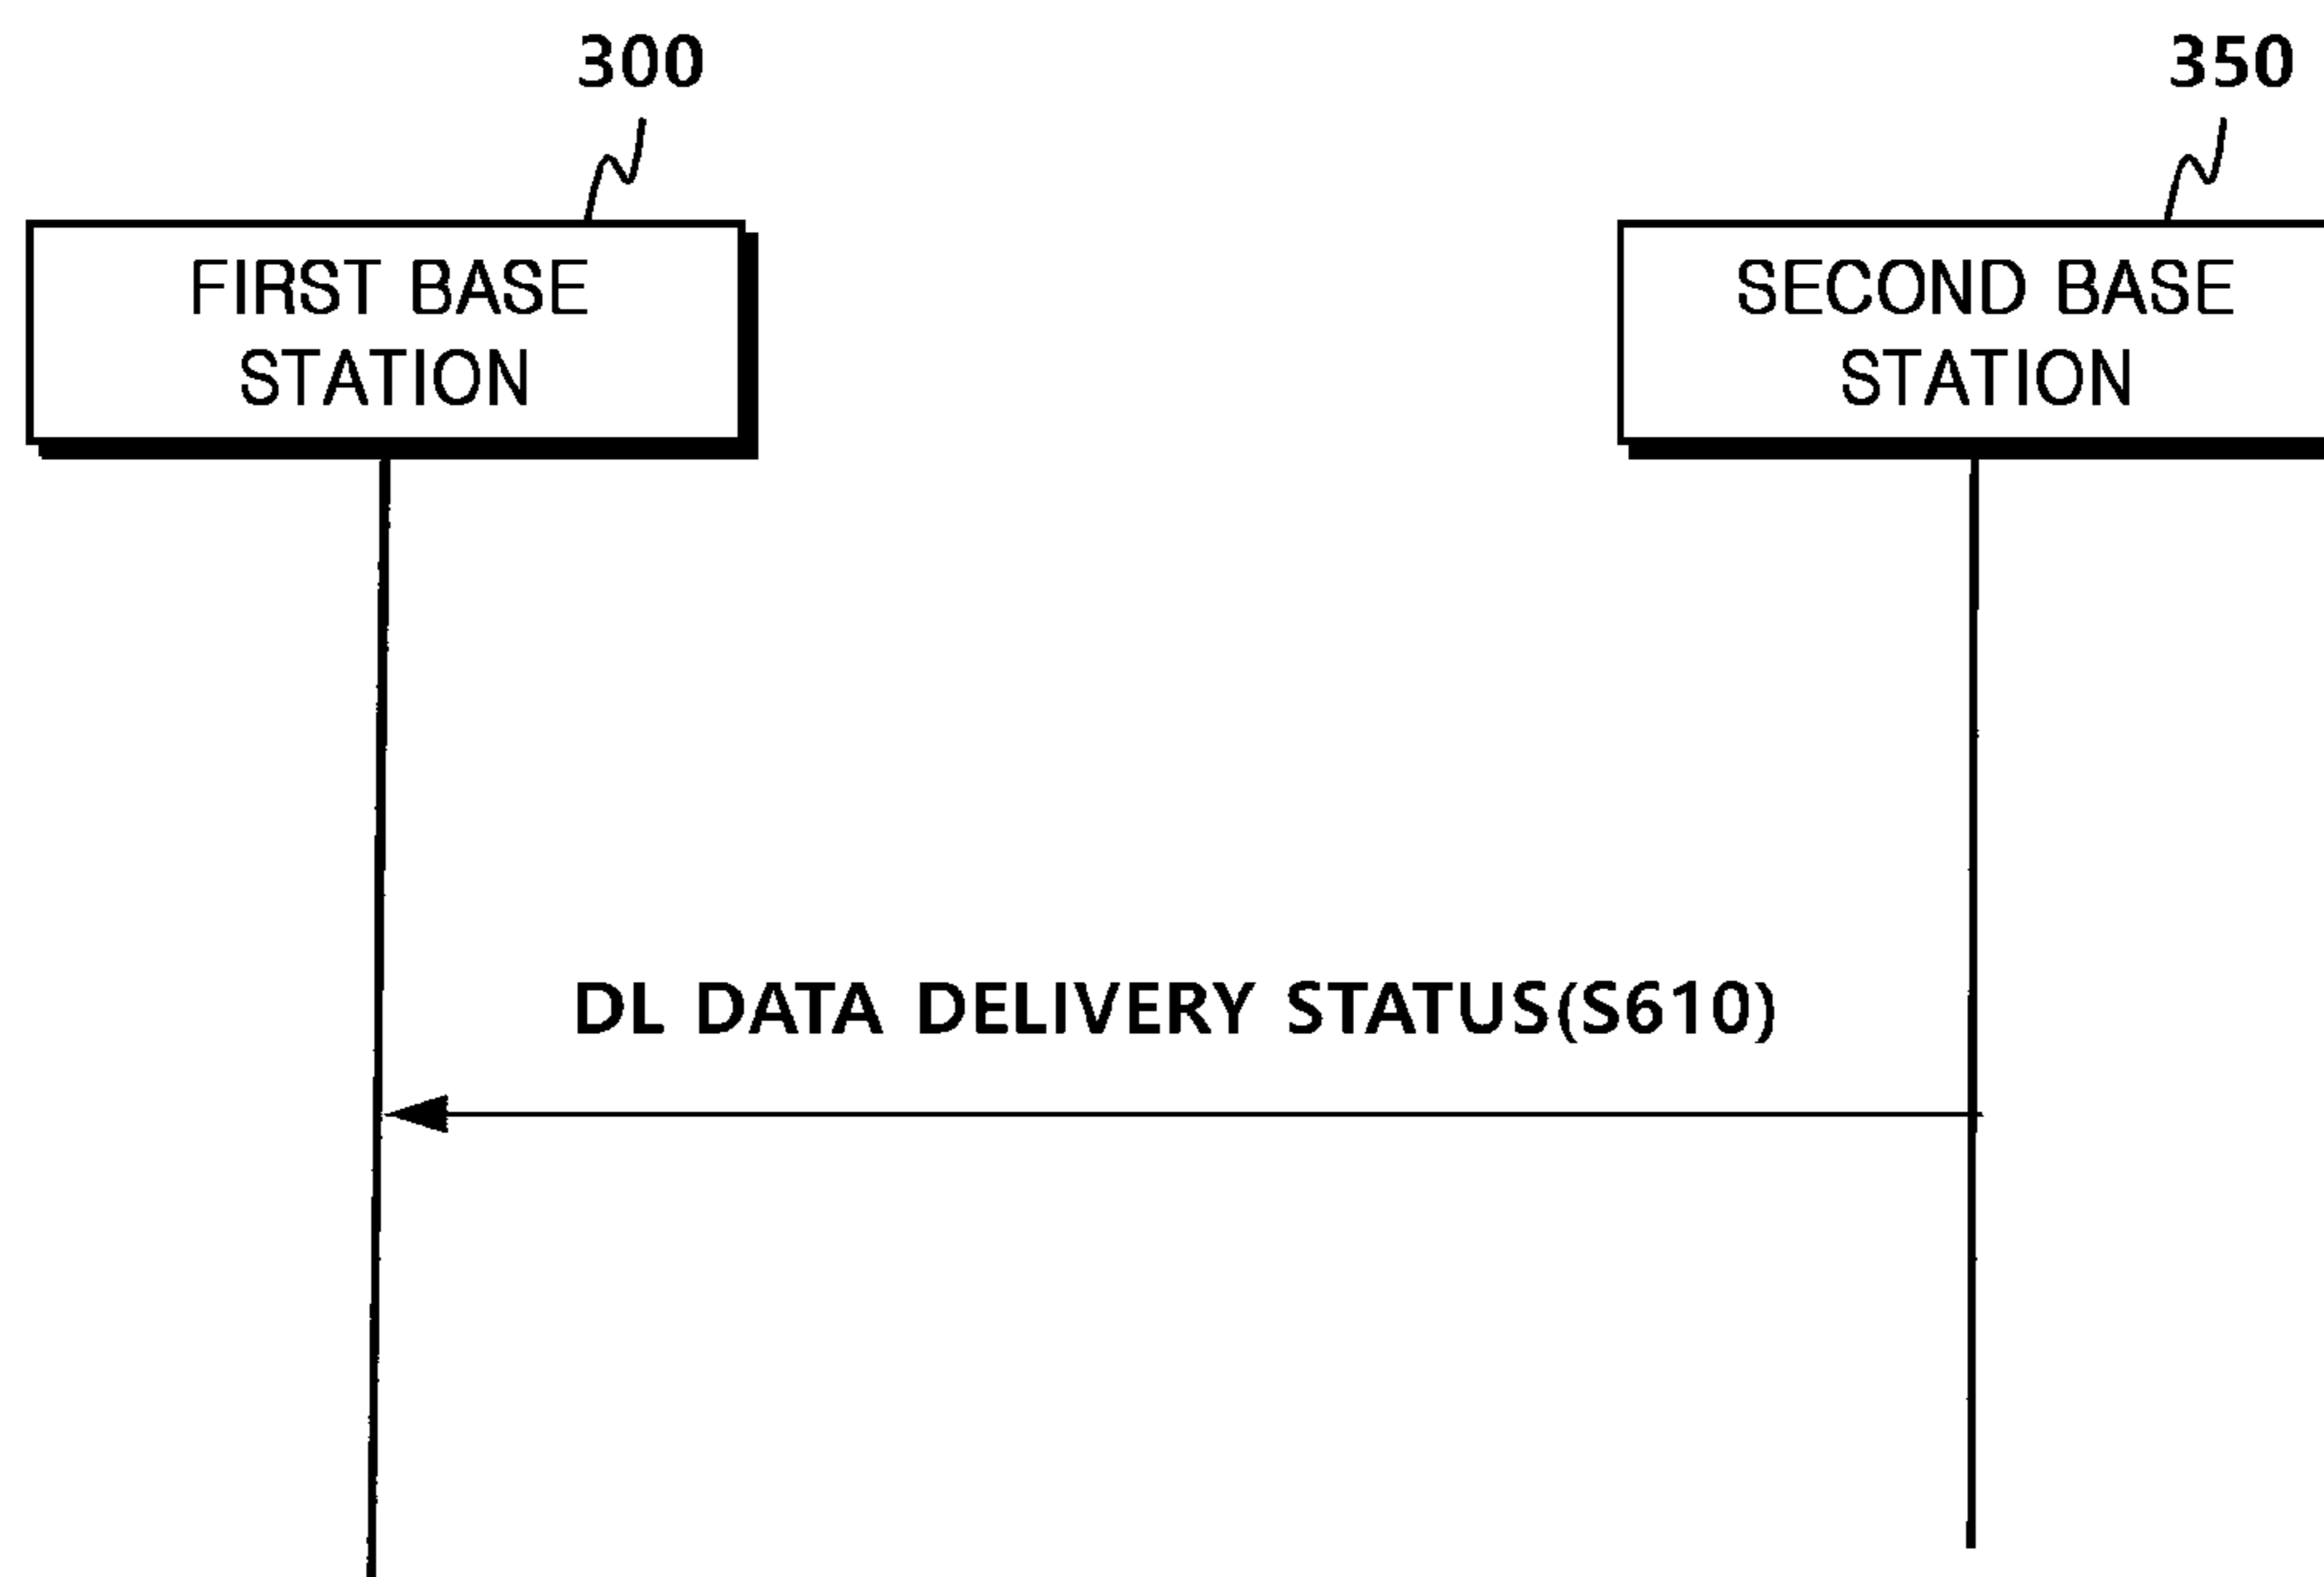 300
350
FIRST BASE
STATION
SECOND BASE
STATION
DL DATA DELIVERY STATUS(S610)